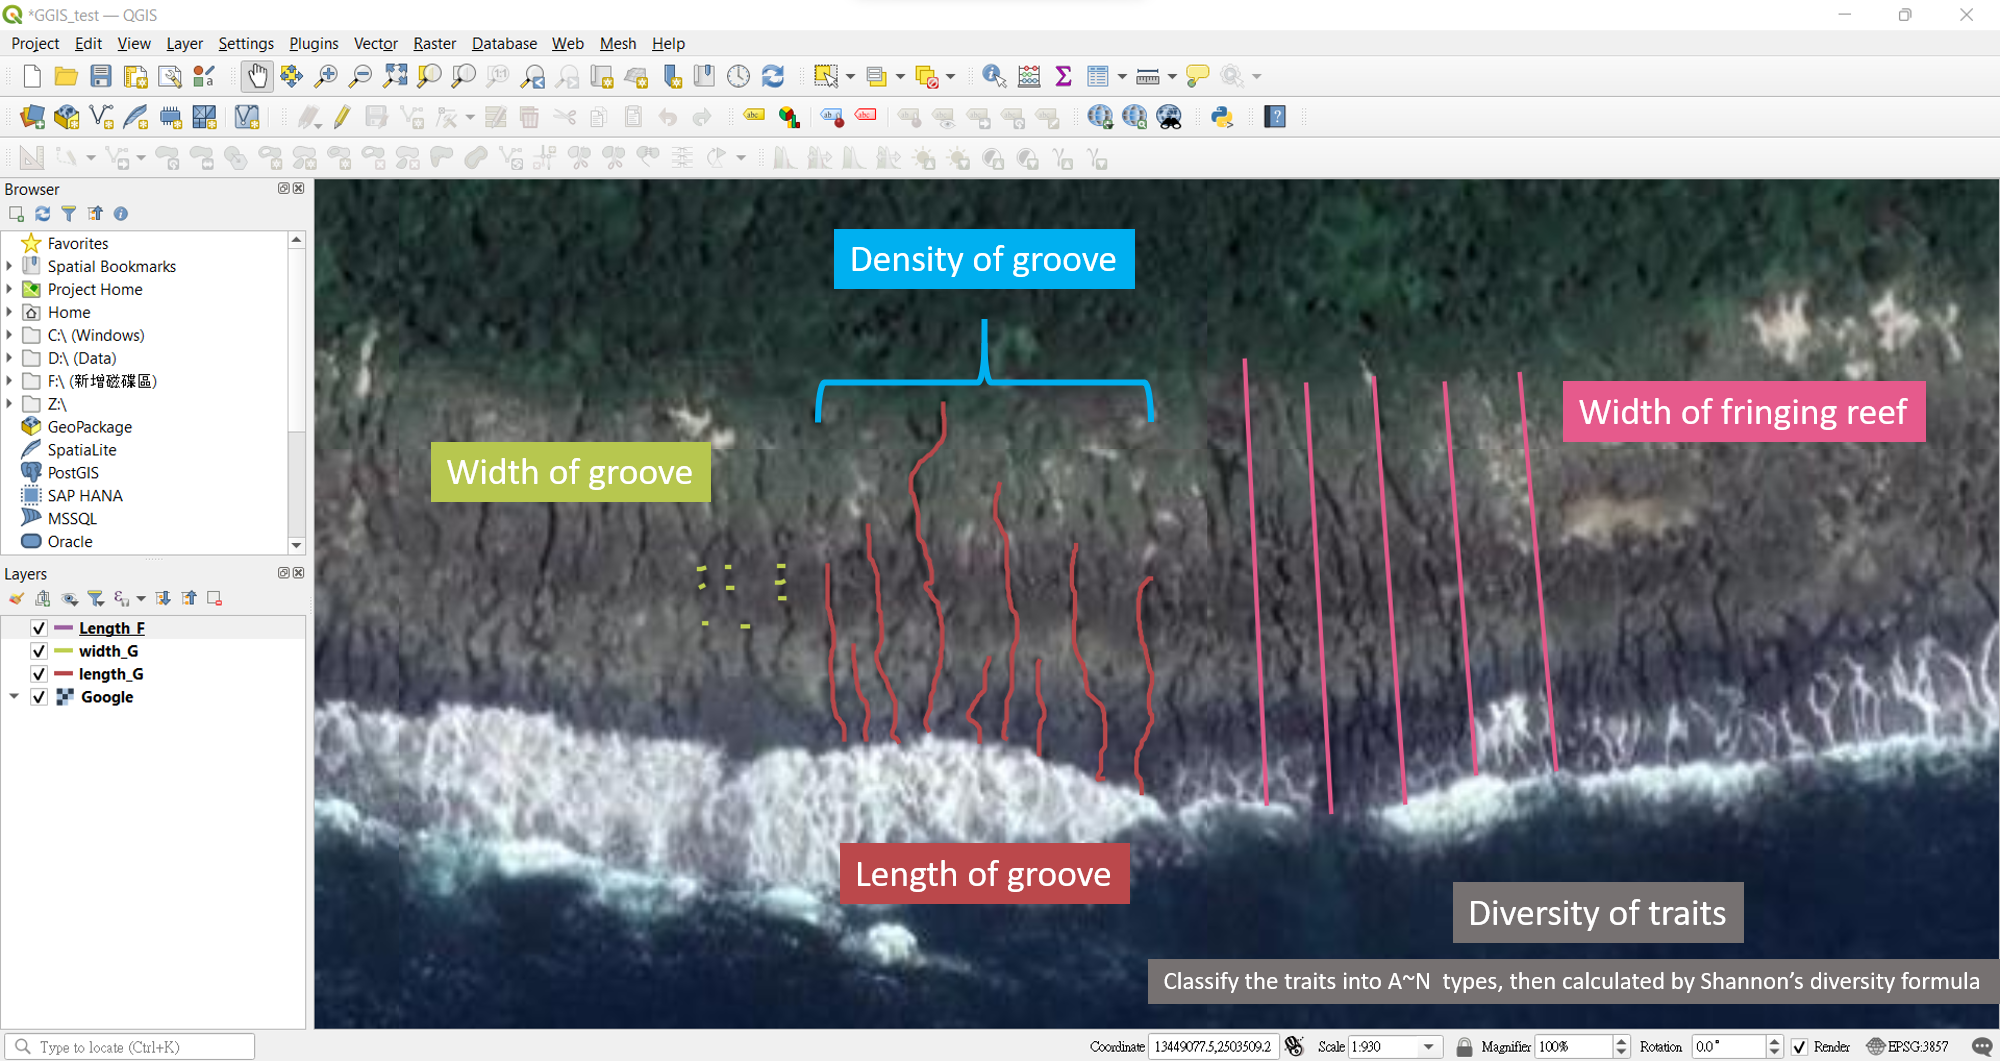 *GGIS_test — QGIS
Project Edit View Layer Settings Plugins Vector Raster Database Web Mesh Help
Browser
Favorites
Spatial Bookmarks
Project Home
Home
C:\ (Windows)
D:\ (Data)
F:\ (新增磁碟區)
Z:\
GeoPackage
SpatiaLite
PostGIS
SAP HANA
MSSQL
Oracle
Layers
Length_F
width_G
length_G
Google
Density of groove
Width of fringing reef
Width of groove
Length of groove
Diversity of traits
Classify the traits into A~N types, then calculated by Shannon's diversity formula
Type to locate (Ctrl+K)
Coordinate 13449077.5,2503509.2 Scale 1:930 Magnifier 100% Rotation 0.0° Render EPSG:3857